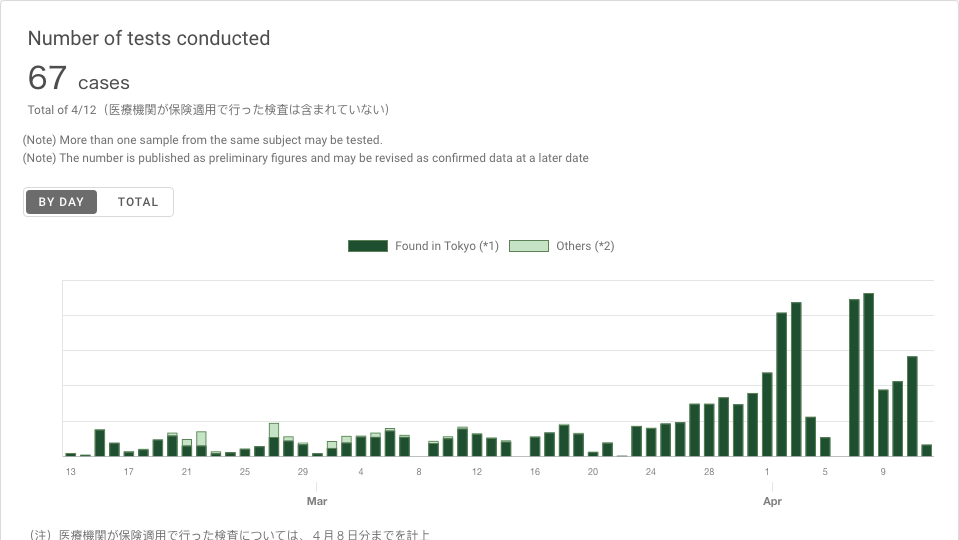 Number of tests conducted
67 cases
Total of 4/12（医療機関が保険適用で行った検査は含まれていない）
(Note) More than one sample from the same subject may be tested.
(Note) The number is published as preliminary figures and may be revised as confirmed data at a later date
BY DAY TOTAL
Found in Tokyo (*1) Others (*2)
13 17 21 25 29 4 8 12 16 20 24 28 1 5 9
Mar Apr
（注）医療機関が保険適用で行った検査については、４月８日分までを計上